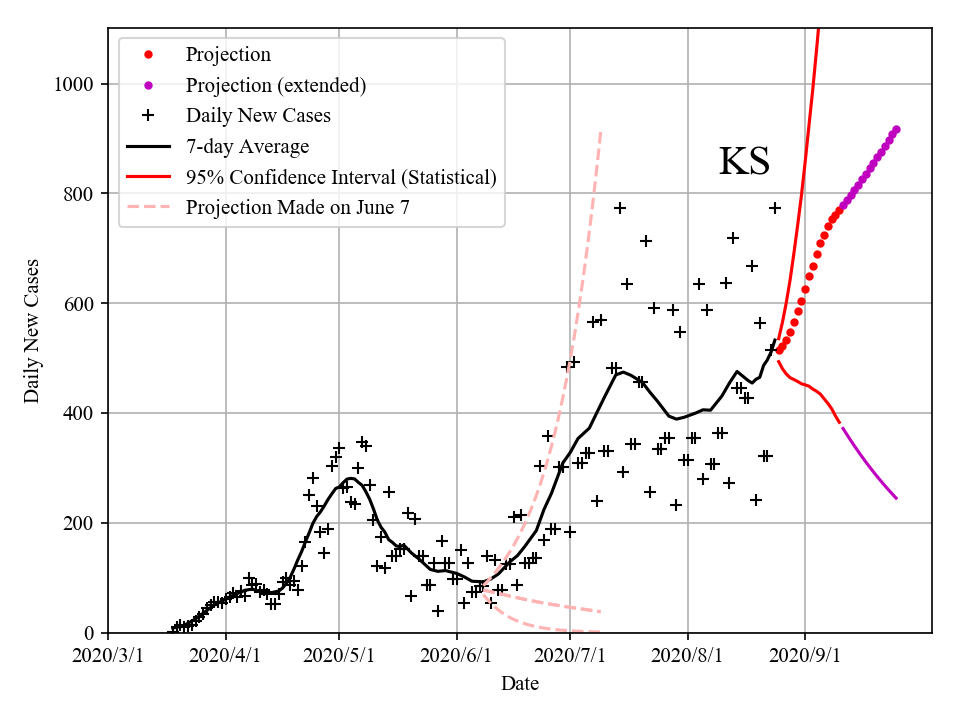 Projection
Projection (extended)
Daily New Cases
7-day Average
95% Confidence Interval (Statistical)
Projection Made on June 7
KS
1000
800
600
400
200
0
Daily New Cases
2020/3/1 2020/4/1 2020/5/1 2020/6/1 2020/7/1 2020/8/1 2020/9/1
Date